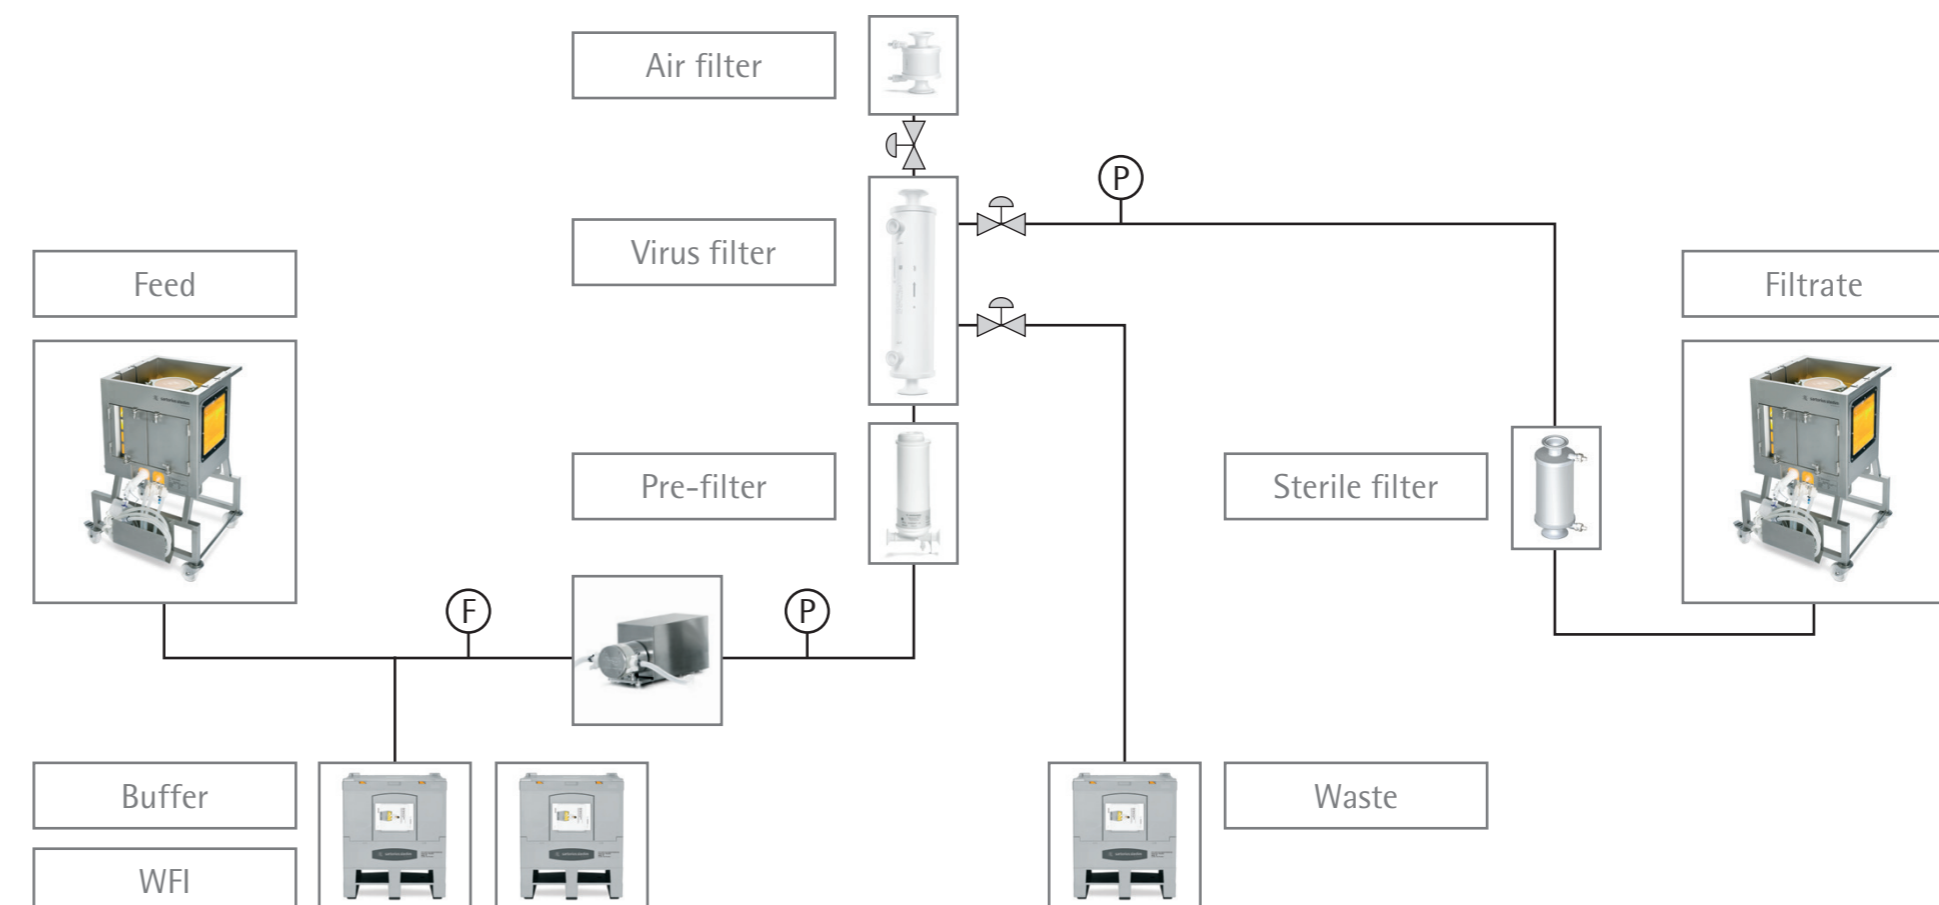 Air filter
P
Virus filter
Feed
Filtrate
Pre-filter
Sterile filter
F
P
Buffer
Waste
WFI